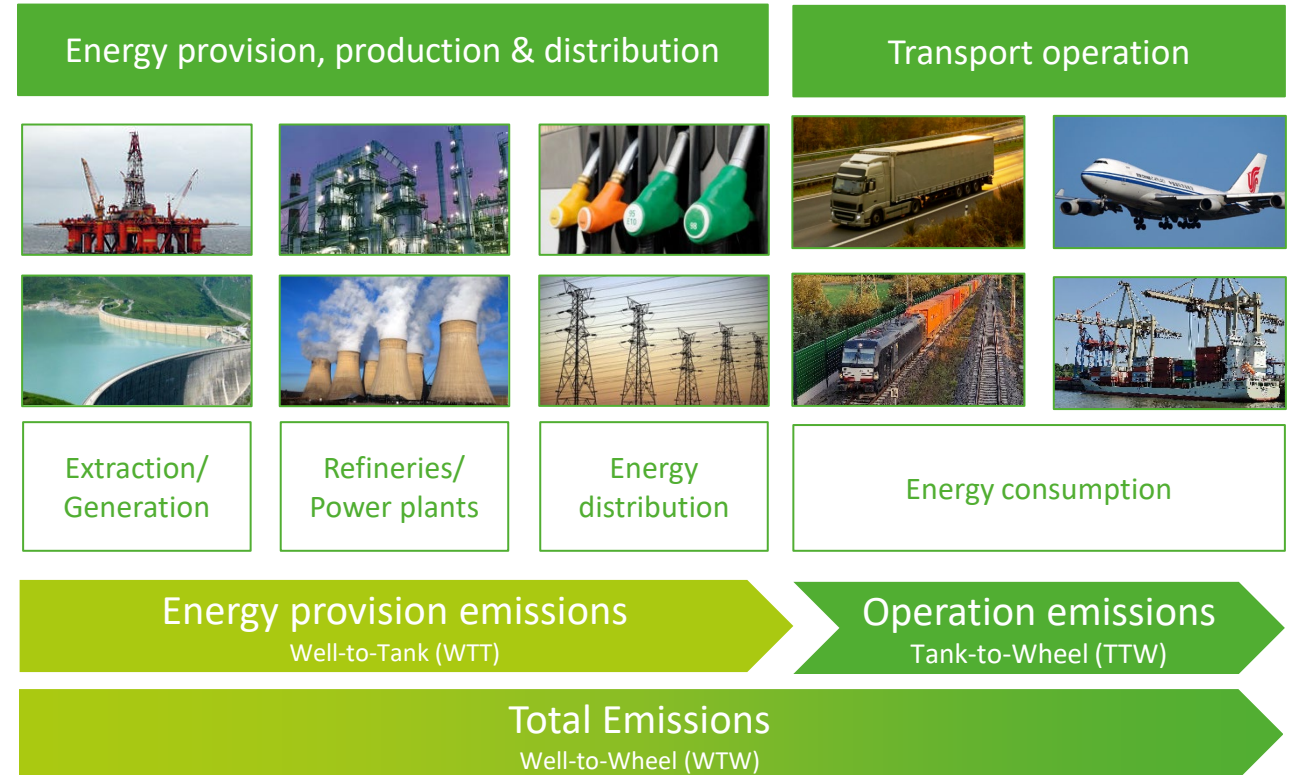 Energy provision, production & distribution
Transport operation
Extraction/
Generation
Refineries/
Power plants
Energy
distribution
Energy consumption
Energy provision emissions
Well-to-Tank (WTT)
Operation emissions
Tank-to-Wheel (TTW)
Total Emissions
Well-to-Wheel (WTW)